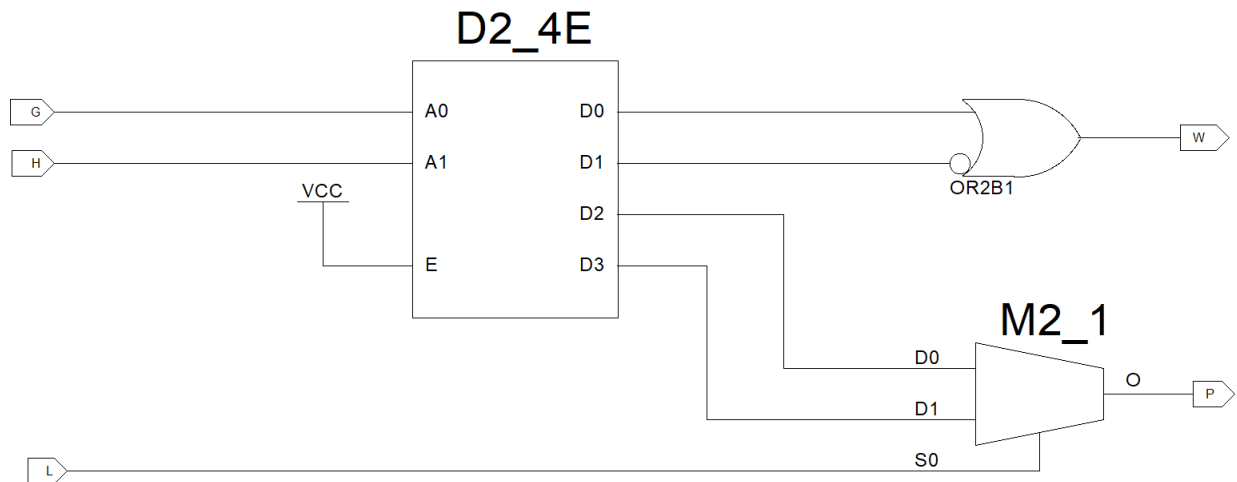 D2_4E
G A0 D0 W
H A1 D1
VCC OR2B1
D2
E D3
M2_1
D0
O P
D1
L S0